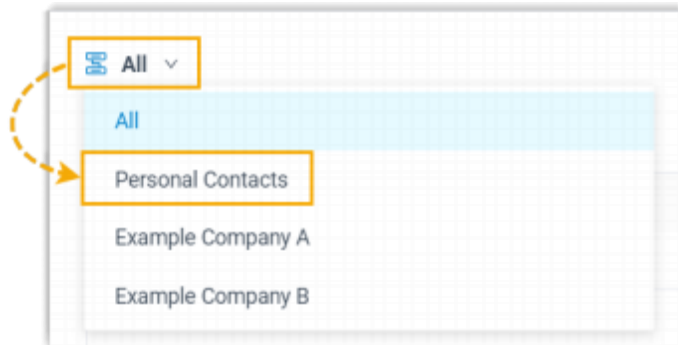 All
All
Personal Contacts
Example Company A
Example Company B